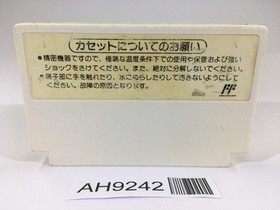 カセットについてのお願い
●精密機器ですので、極端な温度条件下での使用や保管および強い
ショックをさけてください。また、絶対に分解しないでください。
●端子部に手を触れたり、水にぬらしたりして汚さないようにして
ください。故障の原因となります。
AH9242